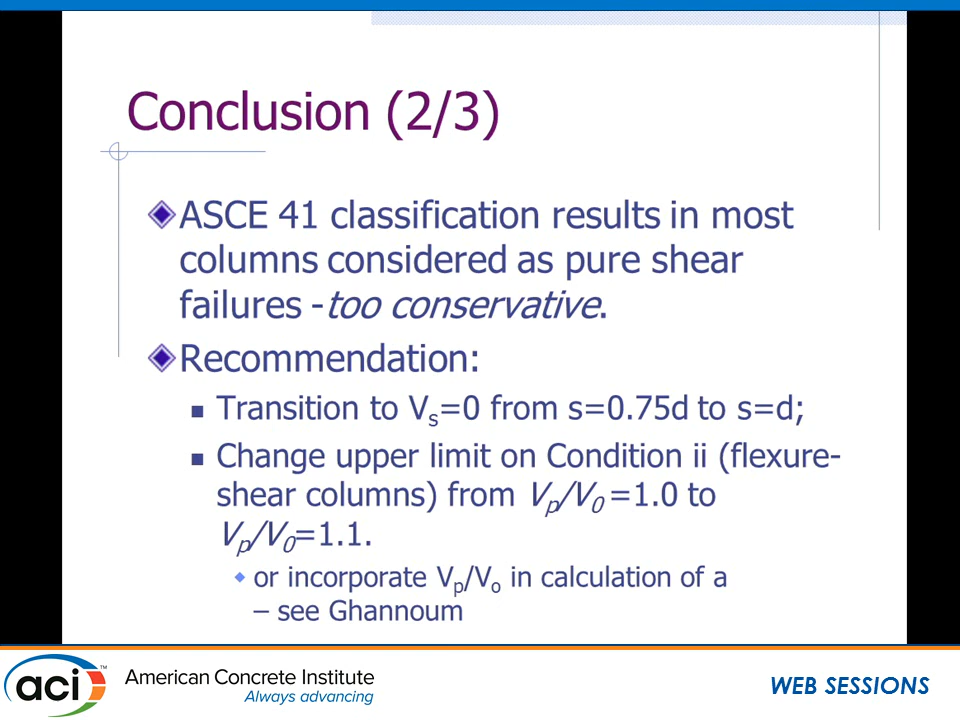 Conclusion (2/3)
ASCE 41 classification results in most
columns considered as pure shear
failures -too conservative.
Recommendation:
Transition to Vs=0 from s=0.75d to s=d;
Change upper limit on Condition ii (flexure-
shear columns) from Vp/V0 =1.0 to
Vp/V0=1.1.
or incorporate Vp/Vo in calculation of a
– see Ghannoum
aci™
American Concrete Institute
Always advancing
WEB SESSIONS